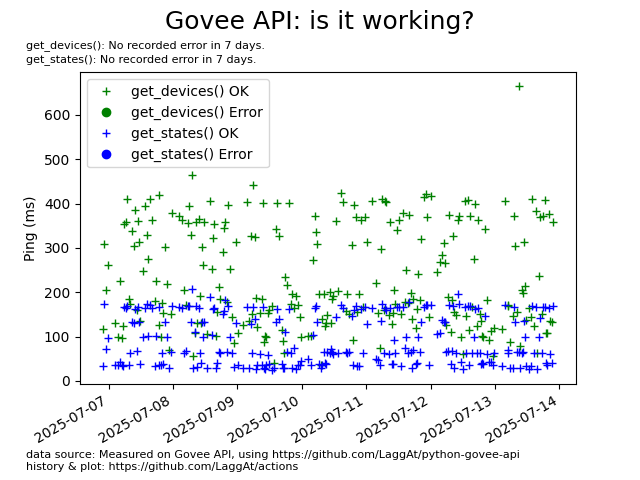 Govee API: is it working?
get_devices(): No recorded error in 7 days.
get_states(): No recorded error in 7 days.
get_devices() OK
get_devices() Error
get_states() OK
get_states() Error
Ping (ms)
600
500
400
300
200
100
0
2025-07-07
2025-07-08
2025-07-09
2025-07-10
2025-07-11
2025-07-12
2025-07-13
2025-07-14
data source: Measured on Govee API, using https://github.com/LaggAt/python-govee-api
history & plot: https://github.com/LaggAt/actions